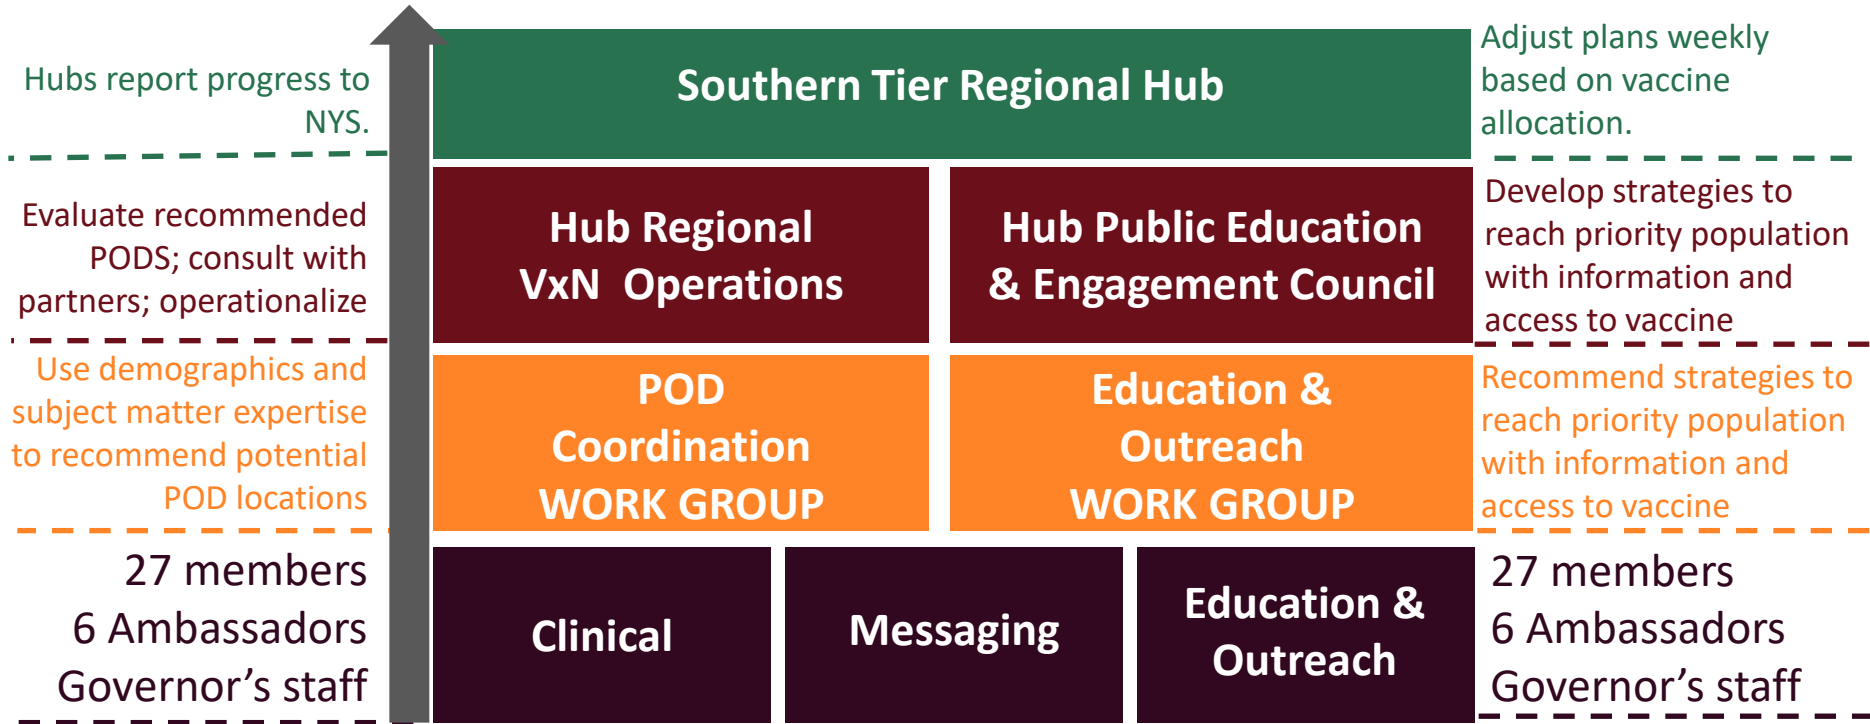 Hubs report progress to
NYS.
Southern Tier Regional Hub
Adjust plans weekly
based on vaccine
allocation.
Evaluate recommended
PODS; consult with
partners; operationalize
Hub Regional
VxN Operations
Hub Public Education
& Engagement Council
Develop strategies to
reach priority population
with information and
access to vaccine
Use demographics and
subject matter expertise
to recommend potential
POD locations
POD
Coordination
WORK GROUP
Education &
Outreach
WORK GROUP
Recommend strategies to
reach priority population
with information and
access to vaccine
27 members
6 Ambassadors
Governor’s staff
Clinical
Messaging
Education &
Outreach
27 members
6 Ambassadors
Governor’s staff